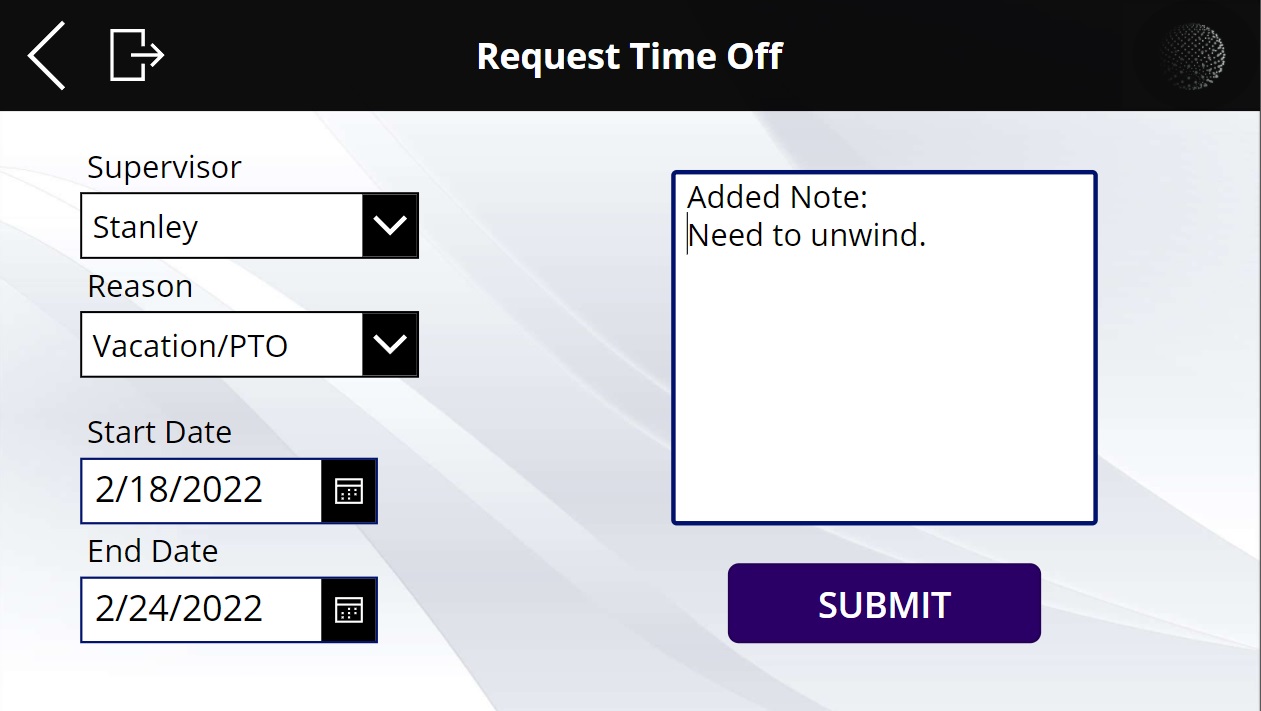 Request Time Off
Supervisor
Stanley
Reason
Vacation/PTO
Start Date
2/18/2022
End Date
2/24/2022
Added Note:
Need to unwind.
SUBMIT